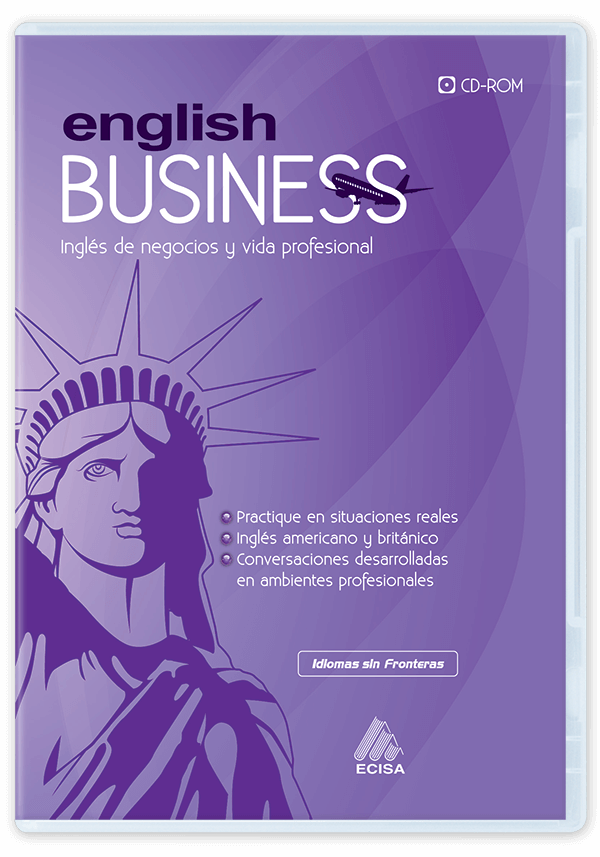 CD-ROM
english
BUSINESS
Inglés de negocios y vida profesional
Practique en situaciones reales
Inglés americano y británico
Conversaciones desarrolladas
en ambientes profesionales
Idiomas sin Fronteras
ECISA